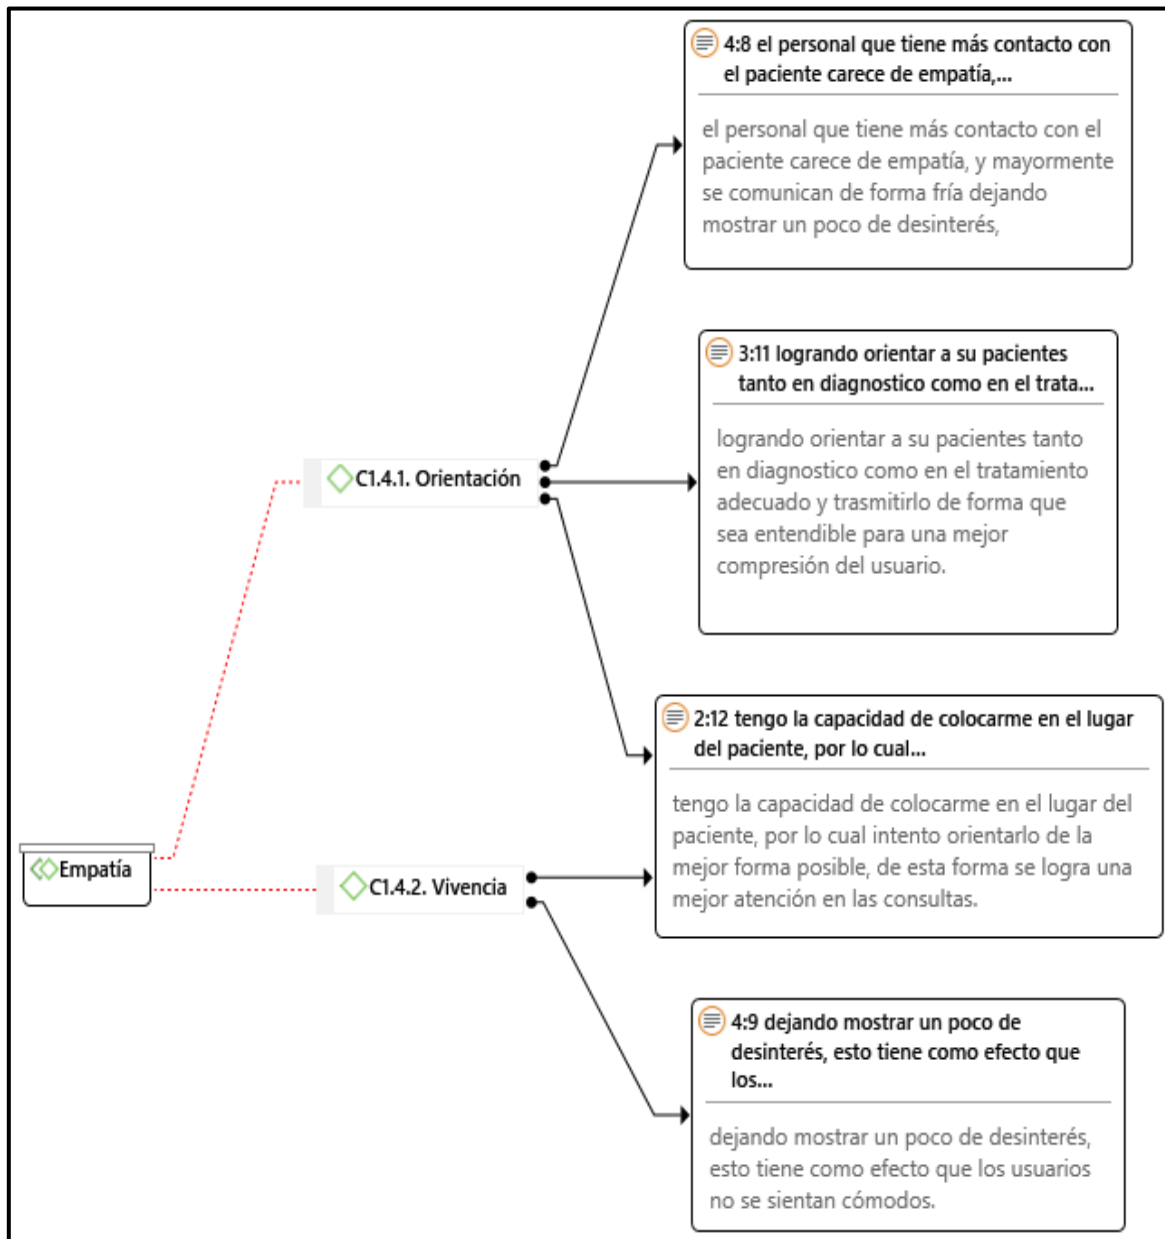 4:8 el personal que tiene más contacto con
el paciente carece de empatía,...
el personal que tiene más contacto con el
paciente carece de empatía, y mayormente
se comunican de forma fría dejando
mostrar un poco de desinterés,
3:11 logrando orientar a su pacientes
tanto en diagnostico como en el trata...
logrando orientar a su pacientes tanto
en diagnostico como en el tratamiento
adecuado y trasmitirlo de forma que
sea entendible para una mejor
compresión del usuario.
C1.4.1. Orientación
2:12 tengo la capacidad de colocarme en el lugar
del paciente, por lo cual...
tengo la capacidad de colocarme en el lugar del
paciente, por lo cual intento orientarlo de la
mejor forma posible, de esta forma se logra una
mejor atención en las consultas.
Empatía
C1.4.2. Vivencia
4:9 dejando mostrar un poco de
desinterés, esto tiene como efecto que
los...
dejando mostrar un poco de desinterés,
esto tiene como efecto que los usuarios
no se sientan cómodos.